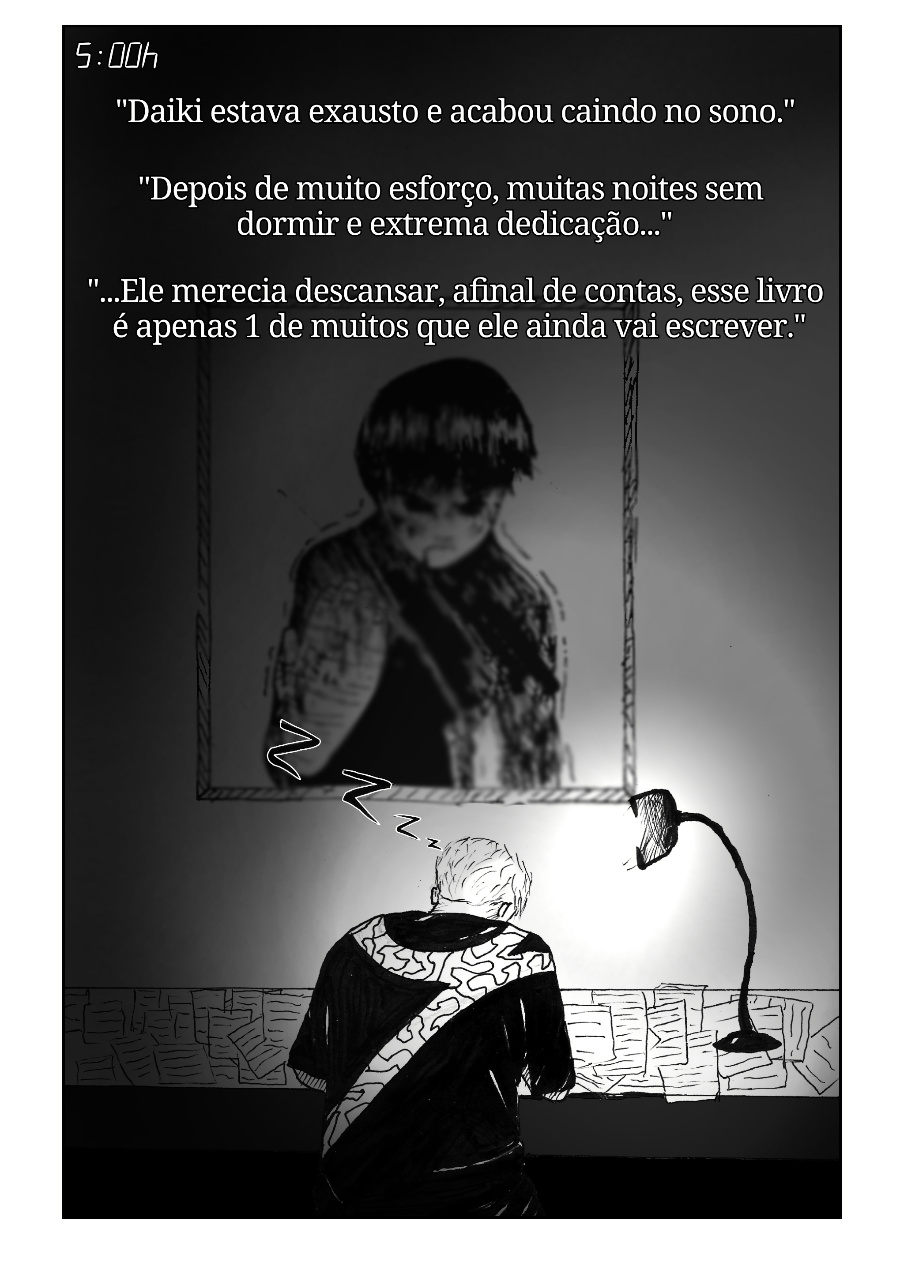 5:00h
"Daiki estava exausto e acabou caindo no sono."
"Depois de muito esforço, muitas noites sem
dormir e extrema dedicação..."
"...Ele merecia descansar, afinal de contas, esse livro
é apenas 1 de muitos que ele ainda vai escrever."
Z
Z
Z
Z